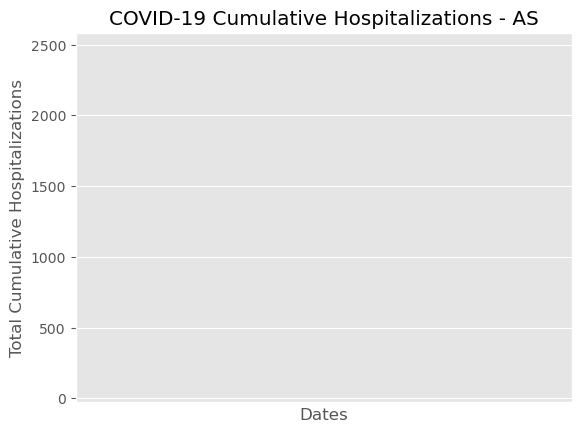 COVID-19 Cumulative Hospitalizations - AS
2500
2000
1500
1000
500
0
Total Cumulative Hospitalizations
Dates